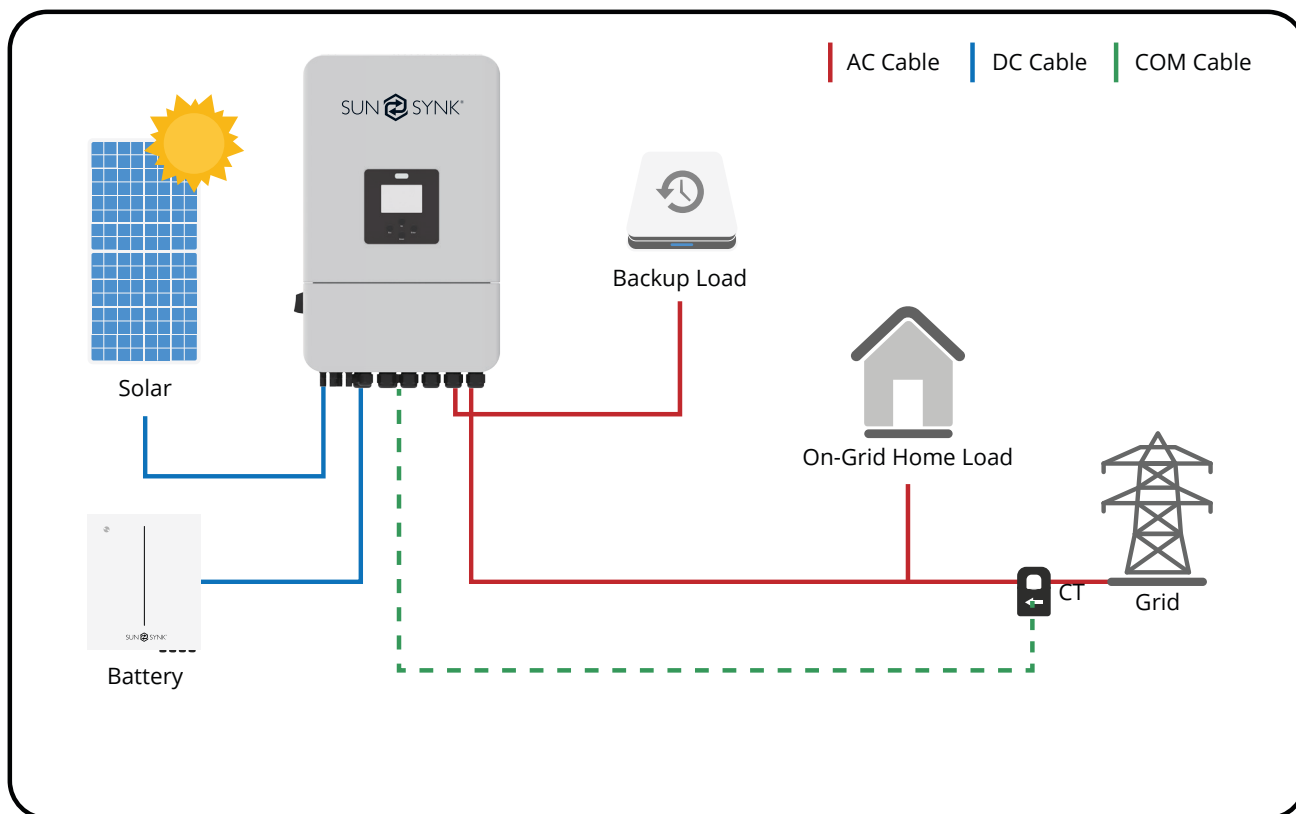 AC Cable
DC Cable
COM Cable
SUN SYNK®
Backup Load
Solar
On-Grid Home Load
CT
Grid
SUN SYNK
Battery